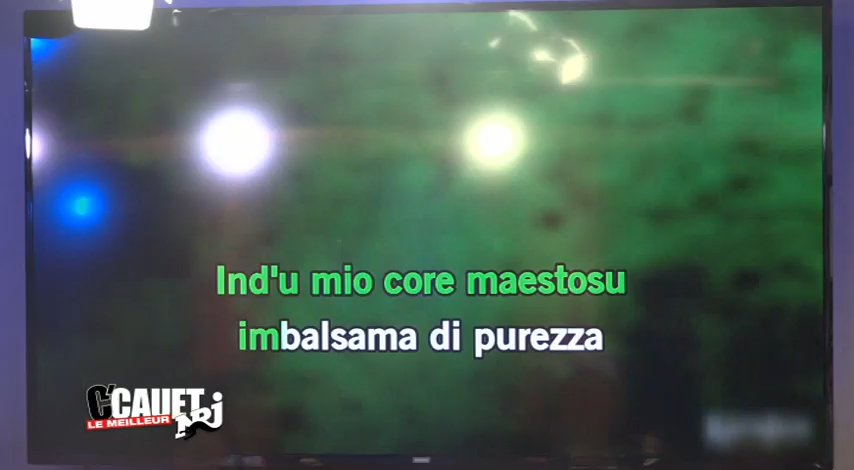 Ind'u mio core maestosu
imbalsama di purezza
C'CAUET
LE MEILLEUR
NRJ